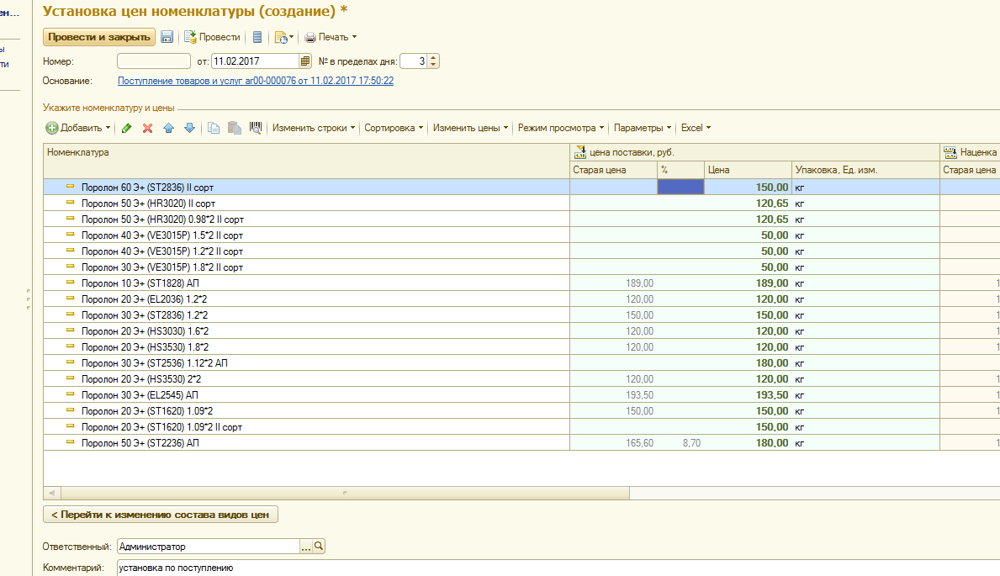 ен...
ы
ти
Установка цен номенклатуры (создание) *
Провести и закрыть Провести Печать
Номер: от: 11.02.2017 № в пределах дня: 3
Основание: Поступление товаров и услуг ar00-000076 от 11.02.2017 17:50:22
Укажите номенклатуру и цены
Добавить Изменить строки Сортировка Изменить цены Режим просмотра Параметры Excel
Номенклатура цена поставки, руб. Наценка
Старая цена % Цена Упаковка, Ед. изм. Старая цена
Поролон 60 Э+ (ST2836) II сорт 150,00 кг
Поролон 50 Э+ (HR3020) II сорт 120,65 кг
Поролон 50 Э+ (HR3020) 0.98*2 II сорт 120,65 кг
Поролон 40 Э+ (VE3015P) 1.5*2 II сорт 50,00 кг
Поролон 40 Э+ (VE3015P) 1.2*2 II сорт 50,00 кг
Поролон 30 Э+ (VE3015P) 1.8*2 II сорт 50,00 кг
Поролон 10 Э+ (ST1828) АП 189,00 189,00 кг 1
Поролон 20 Э+ (EL2036) 1.2*2 120,00 120,00 кг 1
Поролон 30 Э+ (ST2836) 1.2*2 150,00 150,00 кг 1
Поролон 20 Э+ (HS3030) 1.6*2 120,00 120,00 кг 1
Поролон 20 Э+ (HS3530) 1.8*2 120,00 120,00 кг 1
Поролон 30 Э+ (ST2536) 1.12*2 АП 180,00 кг
Поролон 20 Э+ (HS3530) 2*2 120,00 120,00 кг 1
Поролон 30 Э+ (EL2545) АП 193,50 193,50 кг 1
Поролон 20 Э+ (ST1620) 1.09*2 150,00 150,00 кг 1
Поролон 20 Э+ (ST1620) 1.09*2 II сорт 150,00 кг
Поролон 50 Э+ (ST2236) АП 165,60 8,70 180,00 кг 1
< Перейти к изменению состава видов цен
Ответственный: Администратор ...
Комментарий: установка по поступлению